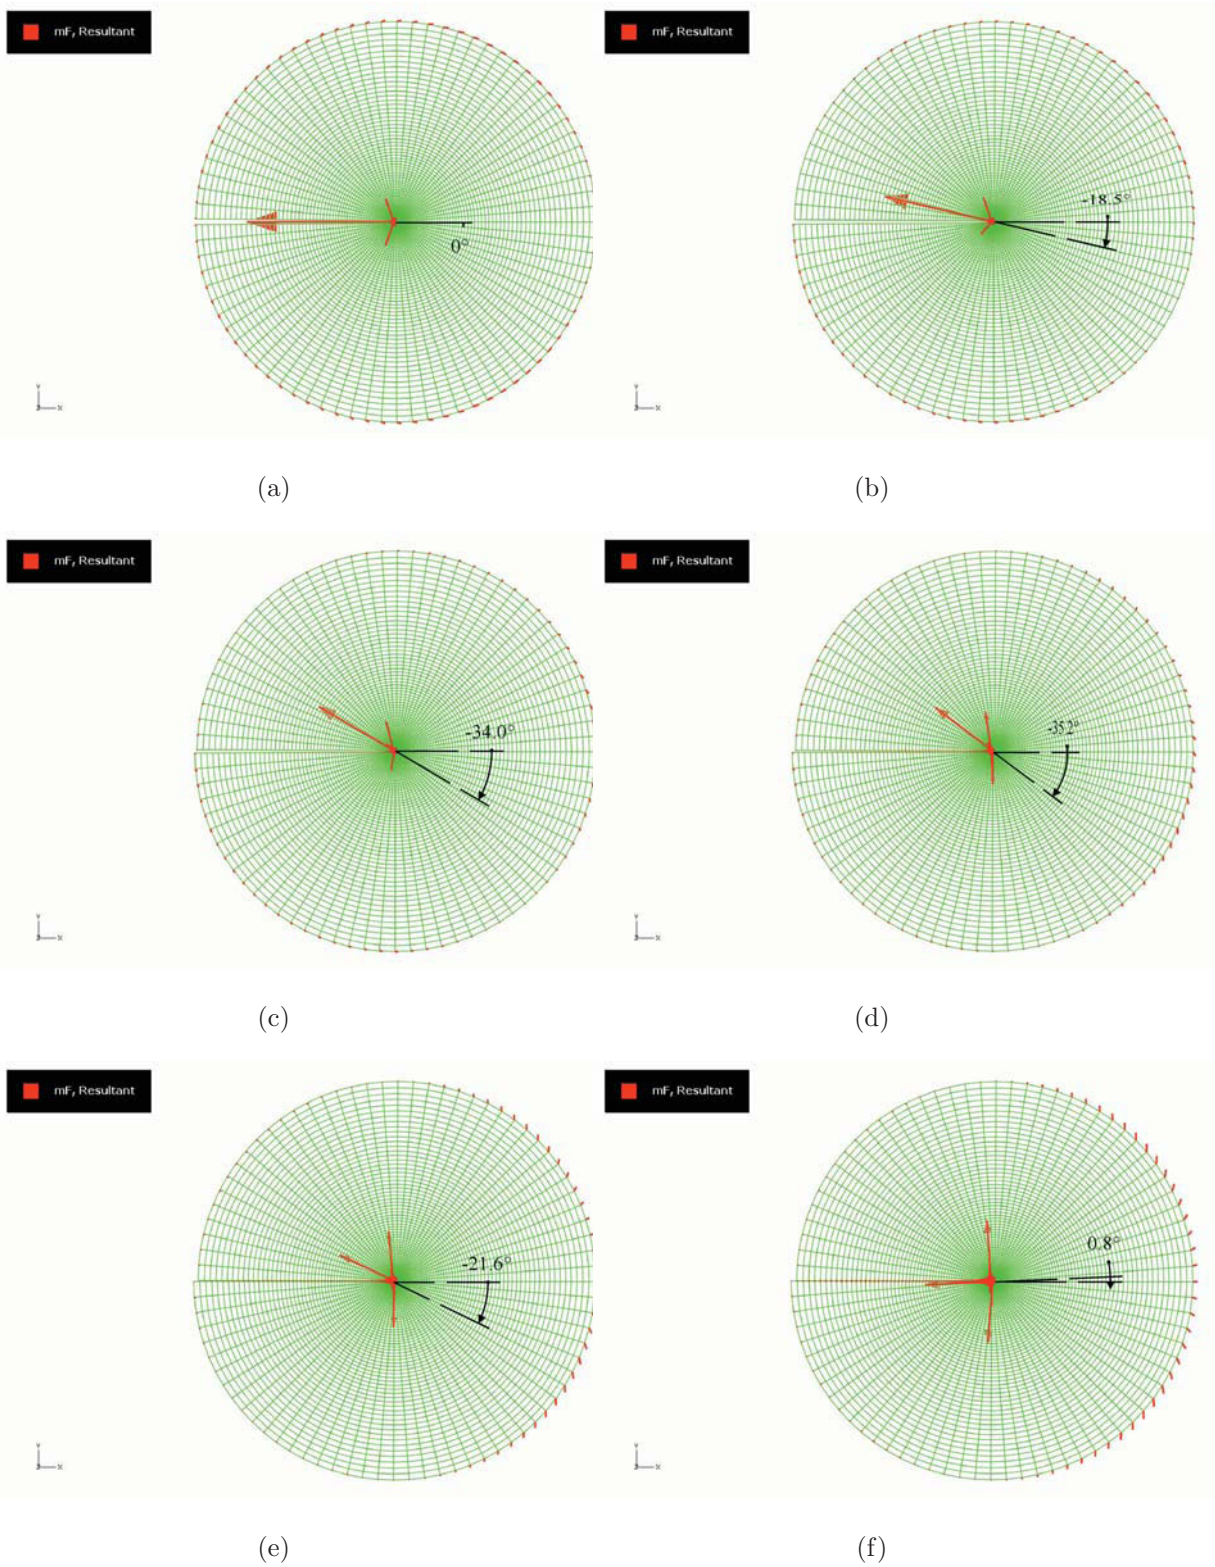 mF, Resultant
mF, Resultant
0°
-18.5°
Y
Z X
Y
Z X
(a)
(b)
mF, Resultant
mF, Resultant
-34.0°
-35.2°
Y
Z X
Y
Z X
(c)
(d)
mF, Resultant
mF, Resultant
-21.6°
0.8°
Y
Z X
Y
Z X
(e)
(f)